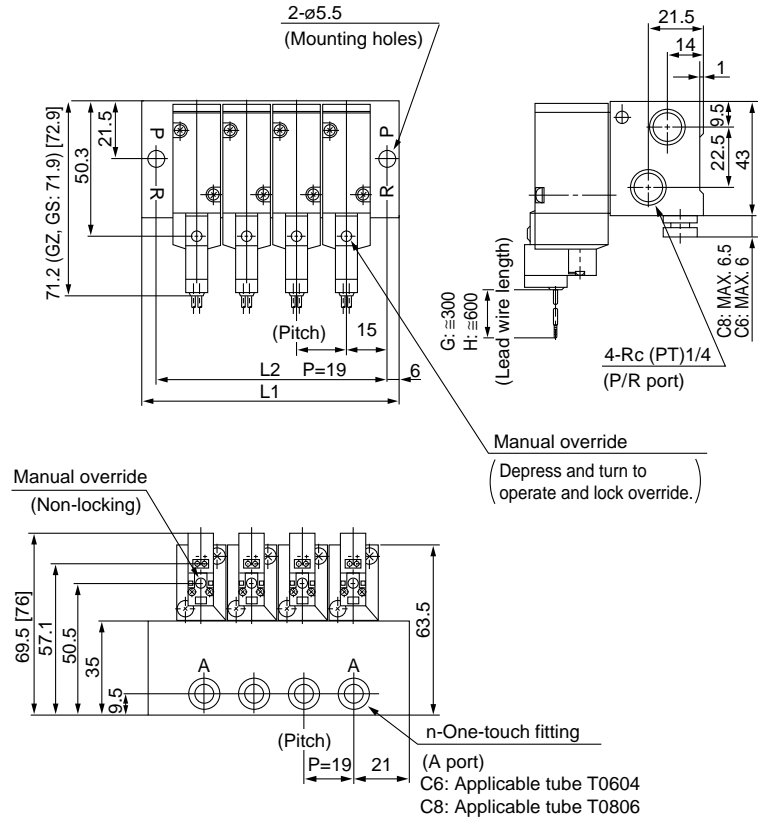 2-ø5.5
(Mounting holes)
21.5
14
1
71.2 (GZ, GS: 71.9) [72.9]
50.3
21.5
P
R
P
R
9.5
22.5
43
(Pitch)
15
L2
P=19
6
L1
G: ≅300
H: ≅600
(Lead wire length)
C8: MAX. 6.5
C6: MAX. 6
4-Rc (PT)1/4
(P/R port)
Manual override
(Depress and turn to
operate and lock override.)
Manual override
(Non-locking)
- +
- +
- +
- +
69.5 [76]
57.1
50.5
35
9.5
63.5
A
A
(Pitch)
P=19
21
n-One-touch fitting
(A port)
C6: Applicable tube T0604
C8: Applicable tube T0806